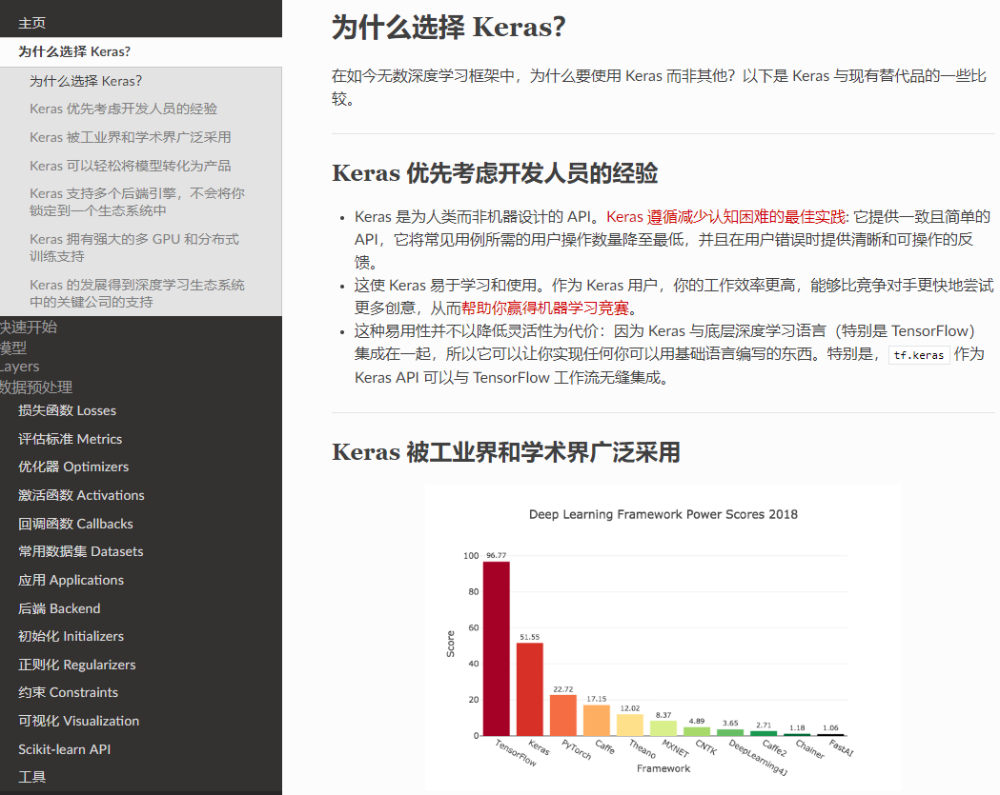 主页
为什么选择 Keras?
为什么选择 Keras?
Keras 优先考虑开发人员的经验
Keras 被工业界和学术界广泛采用
Keras 可以轻松将模型转化为产品
Keras 支持多个后端引擎，不会将你
锁定到一个生态系统中
Keras 拥有强大的多 GPU 和分布式
训练支持
Keras 的发展得到深度学习生态系统
中的关键公司的支持
快速开始
模型
Layers
数据预处理
损失函数 Losses
评估标准 Metrics
优化器 Optimizers
激活函数 Activations
回调函数 Callbacks
常用数据集 Datasets
应用 Applications
后端 Backend
初始化 Initializers
正则化 Regularizers
约束 Constraints
可视化 Visualization
Scikit-learn API
工具
为什么选择 Keras?
在如今无数深度学习框架中，为什么要使用 Keras 而非其他？以下是 Keras 与现有替代品的一些比
较。
Keras 优先考虑开发人员的经验
• Keras 是为人类而非机器设计的 API。Keras 遵循减少认知困难的最佳实践: 它提供一致且简单的
API，它将常见用例所需的用户操作数量降至最低，并且在用户错误时提供清晰和可操作的反
馈。
• 这使 Keras 易于学习和使用。作为 Keras 用户，你的工作效率更高，能够比竞争对手更快地尝试
更多创意，从而帮助你赢得机器学习竞赛。
• 这种易用性并不以降低灵活性为代价：因为 Keras 与底层深度学习语言（特别是 TensorFlow）
集成在一起，所以它可以让你实现任何你可以用基础语言编写的东西。特别是，tf.keras 作为
Keras API 可以与 TensorFlow 工作流无缝集成。
Keras 被工业界和学术界广泛采用
Deep Learning Framework Power Scores 2018
Score
100
80
60
40
20
0
96.77
51.55
22.72
17.15
12.02
8.37
4.89
3.65
2.71
1.18
1.06
TensorFlow
Keras
PyTorch
Caffe
Theano
MXNET
CNTK
DeepLearning4J
Caffe2
Chainer
FastAI
Framework